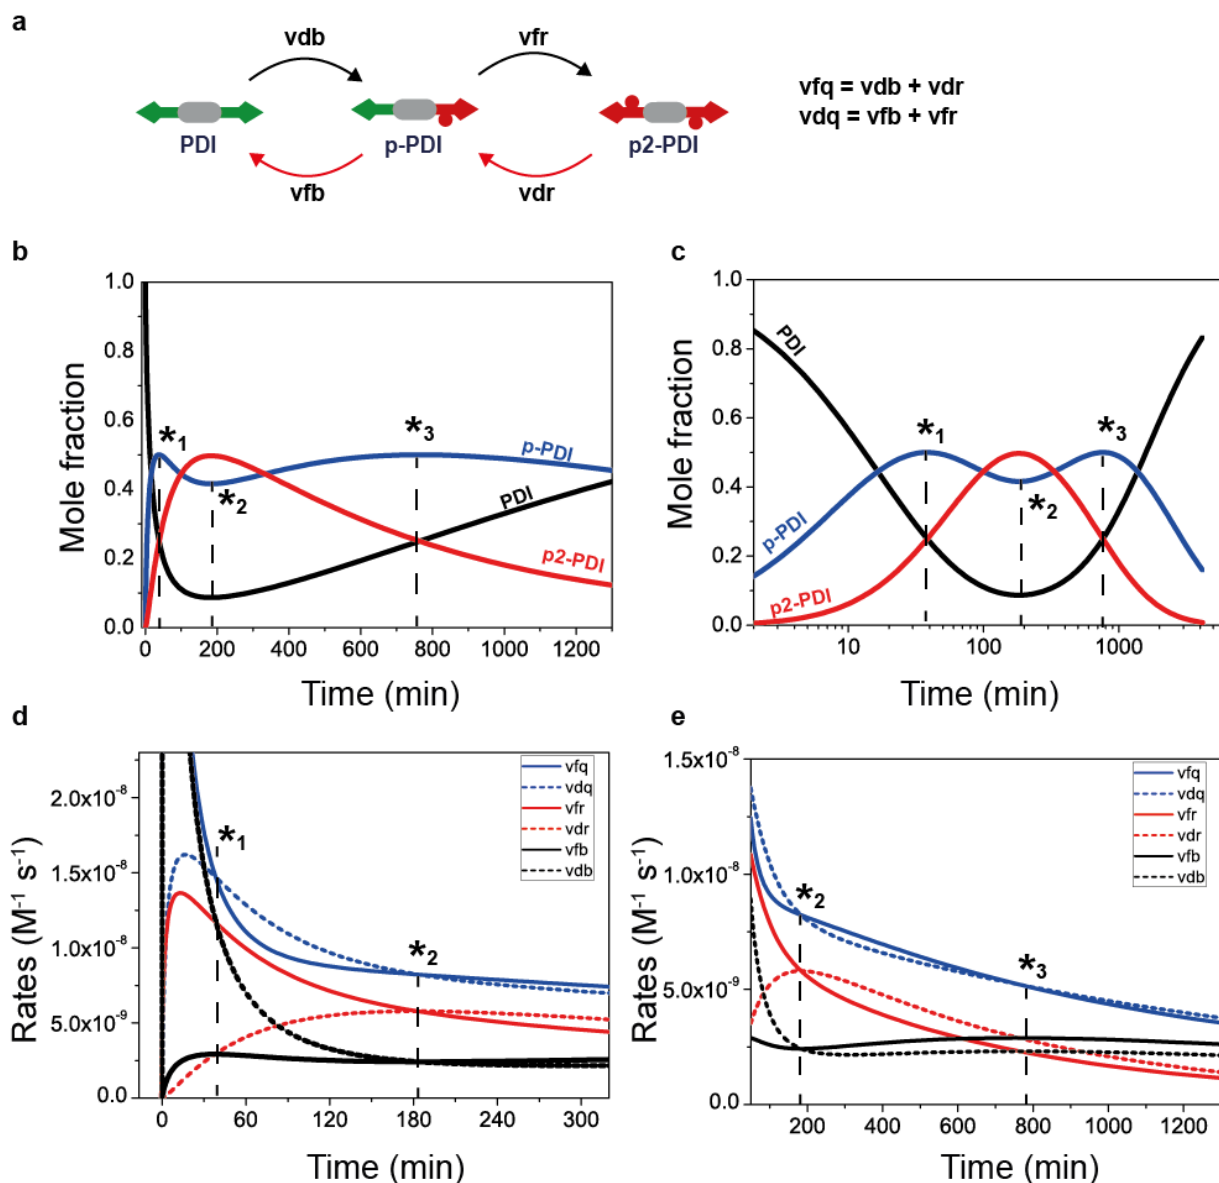 a
vdb
vfr
vfq = vdb + vdr
vdq = vfb + vfr
PDI
p-PDI
p2-PDI
vfb
vdr
b
1.0
0.8
0.6
0.4
0.2
0.0
Mole fraction
*1
*2
*3
p-PDI
PDI
p2-PDI
0 200 400 600 800 1000 1200
Time (min)
c
1.0
0.8
0.6
0.4
0.2
0.0
Mole fraction
PDI
p-PDI
p2-PDI
*1
*2
*3
10 100 1000
Time (min)
d
2.0x10⁻⁸
1.5x10⁻⁸
1.0x10⁻⁸
5.0x10⁻⁹
0.0
Rates (M⁻¹ s⁻¹)
*1
*2
vfq
vdq
vfr
vdr
vfb
vdb
0 60 120 180 240 300
Time (min)
e
1.5x10⁻⁸
1.0x10⁻⁸
5.0x10⁻⁹
0.0
Rates (M⁻¹ s⁻¹)
*2
*3
vfq
vdq
vfr
vdr
vfb
vdb
200 400 600 800 1000 1200
Time (min)